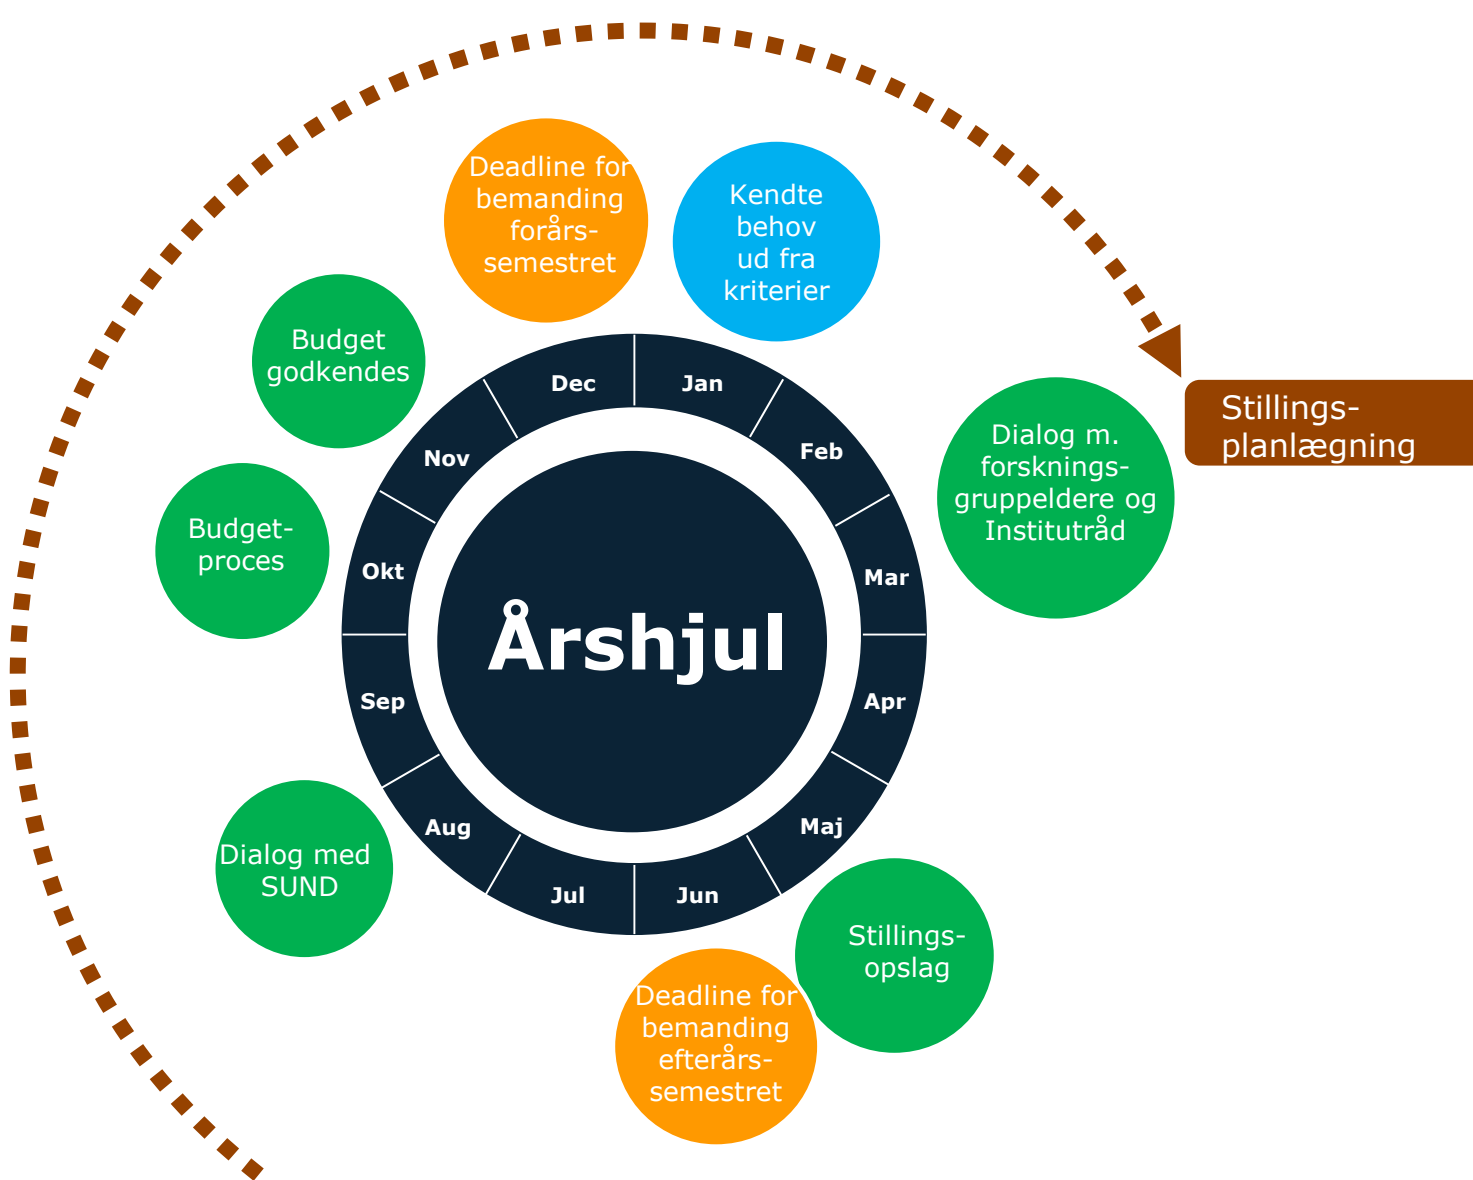 Deadline for
bemanding
forårs-
semestret
Kendte
behov
ud fra
kriterier
Budget
godkendes
Dec
Jan
Stillings-
planlægning
Nov
Feb
Dialog m.
forsknings-
gruppeldere og
Institutråd
Budget-
proces
Okt
Mar
Årshjul
Sep
Apr
Dialog med
SUND
Aug
Maj
Jul
Jun
Stillings-
opslag
Deadline for
bemanding
efterårs-
semestret